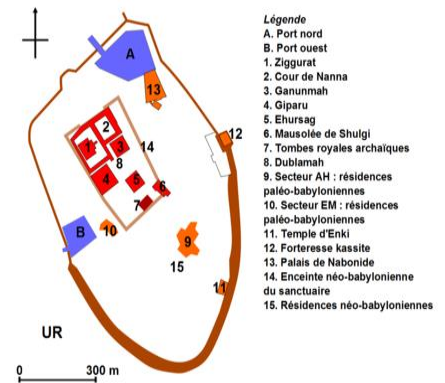 Légende
A. Port nord
B. Port ouest
1. Ziggurat
2. Cour de Nanna
3. Ganunmah
4. Giparu
5. Ehursag
6. Mausolée de Shulgi
7. Tombes royales archaïques
8. Dublamah
9. Secteur AH : résidences
paléo-babyloniennes
10. Secteur EM : résidences
paléo-babyloniennes
11. Temple d'Enki
12. Forteresse kassite
13. Palais de Nabonide
14. Enceinte néo-babylonienne
du sanctuaire
15. Résidences néo-babyloniennes
A
13
2
12
1
3
14
8
4
5
6
7
B
10
9
15
11
UR
0 300 m